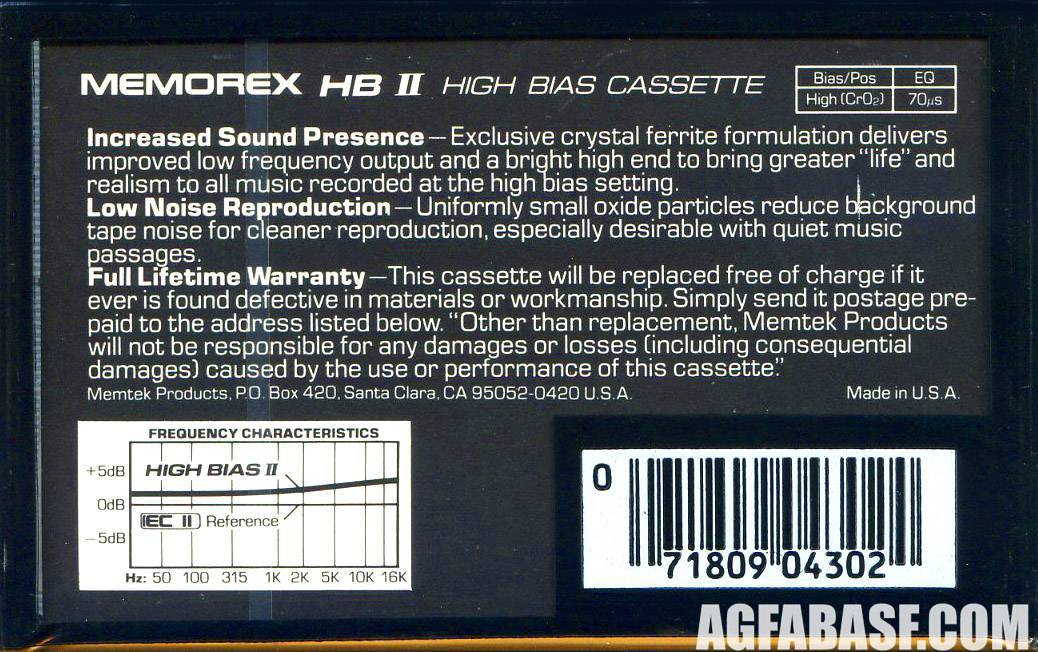 MEMOREX HB II HIGH BIAS CASSETTE
Bias/Pos EQ
High (CrO₂) 70μs
Increased Sound Presence — Exclusive crystal ferrite formulation delivers
improved low frequency output and a bright high end to bring greater “life” and
realism to all music recorded at the high bias setting.
Low Noise Reproduction — Uniformly small oxide particles reduce background
tape noise for cleaner reproduction, especially desirable with quiet music
passages.
Full Lifetime Warranty — This cassette will be replaced free of charge if it
ever is found defective in materials or workmanship. Simply send it postage pre-
paid to the address listed below. “Other than replacement, Memtek Products
will not be responsible for any damages or losses (including consequential
damages) caused by the use or performance of this cassette.”
Memtek Products, P.O. Box 420, Santa Clara, CA 95052-0420 U.S.A. Made in U.S.A.
FREQUENCY CHARACTERISTICS
+5dB HIGH BIAS II
0dB
IEC II Reference
-5dB
Hz: 50 100 315 1K 2K 5K 10K 16K
0
71809 04302
AGFABASF.COM